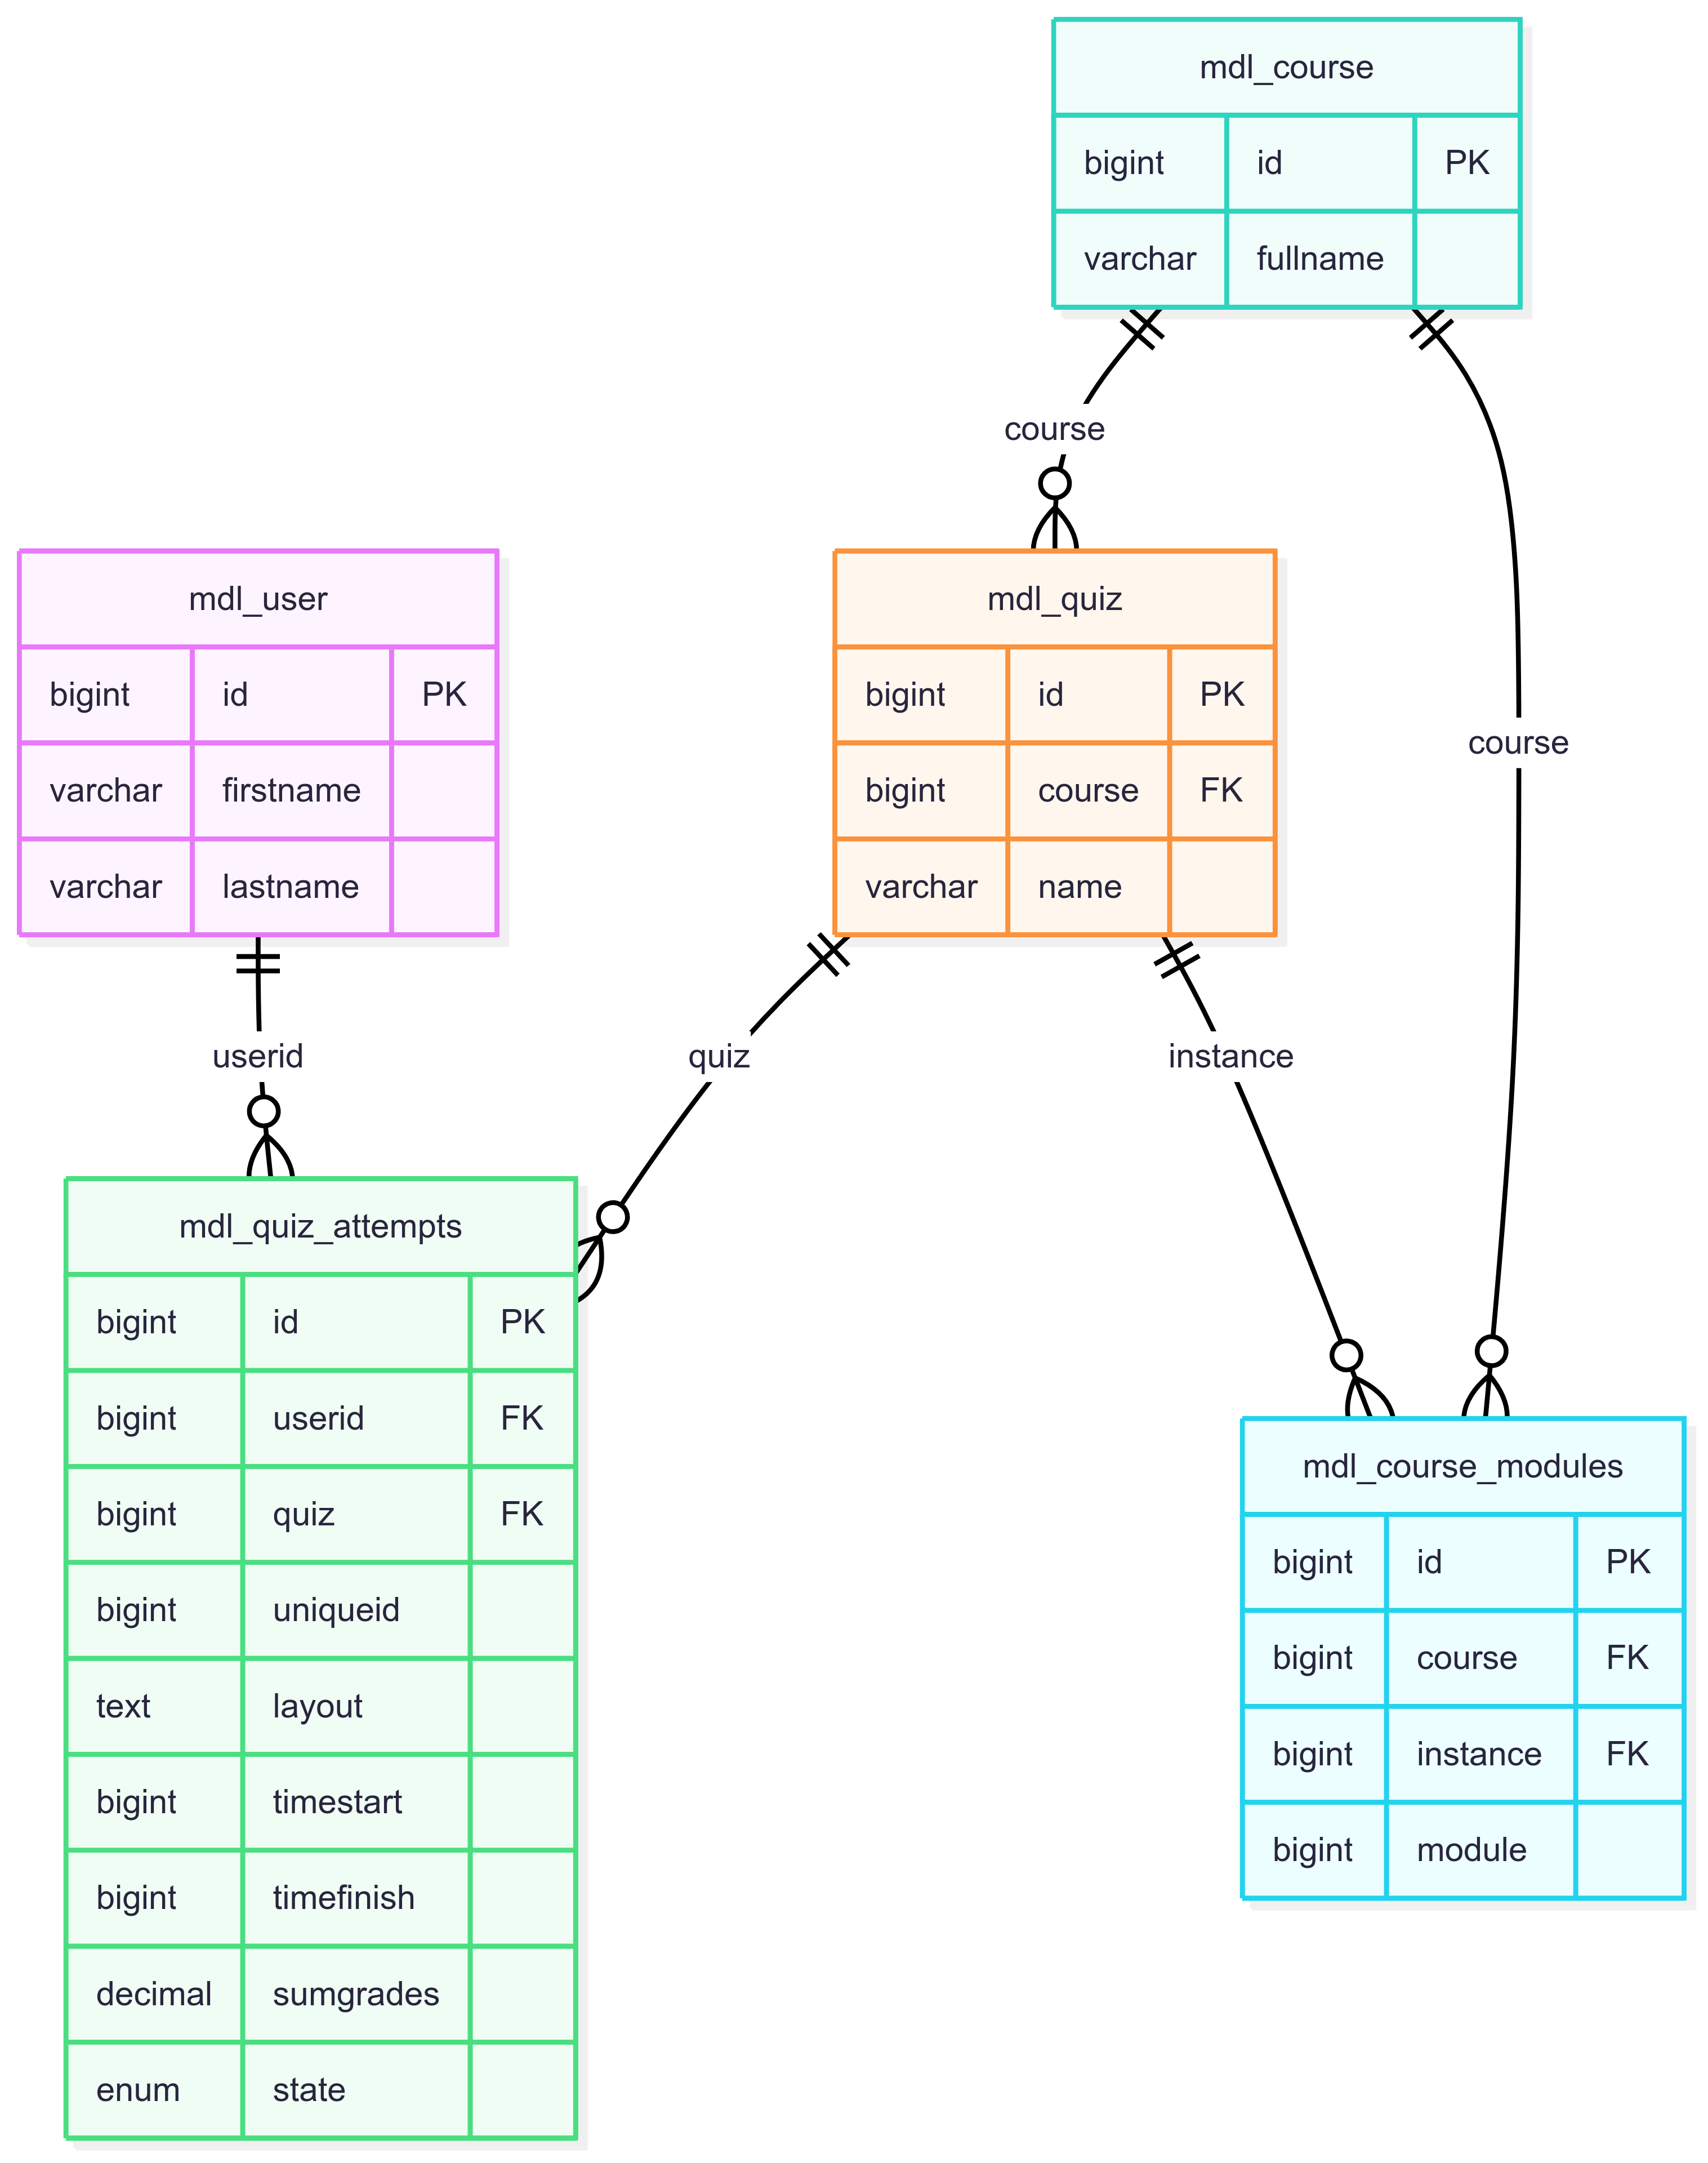 mdl_course
bigint id PK
varchar fullname
course
course
mdl_user
bigint id PK
varchar firstname
varchar lastname
mdl_quiz
bigint id PK
bigint course FK
varchar name
userid
quiz
instance
mdl_quiz_attempts
bigint id PK
bigint userid FK
bigint quiz FK
bigint uniqueid
text layout
bigint timestart
bigint timefinish
decimal sumgrades
enum state
mdl_course_modules
bigint id PK
bigint course FK
bigint instance FK
bigint module